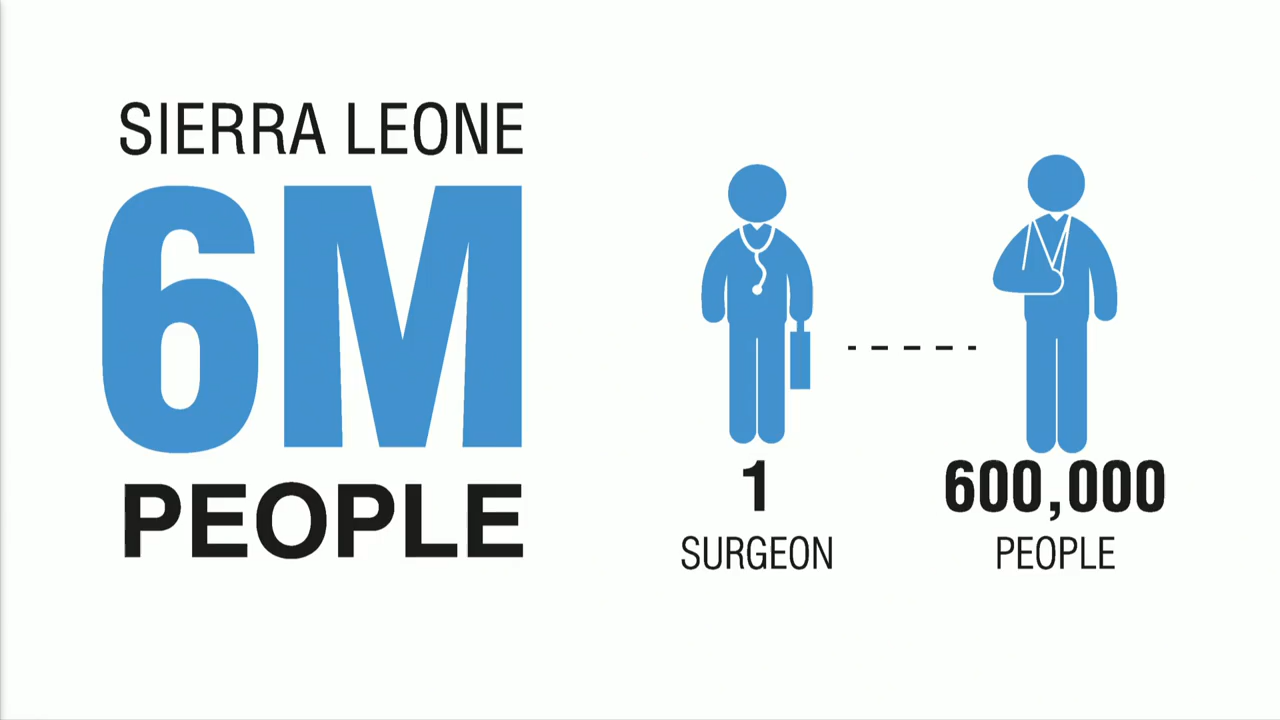 SIERRA LEONE
6M
PEOPLE
1
SURGEON
600,000
PEOPLE